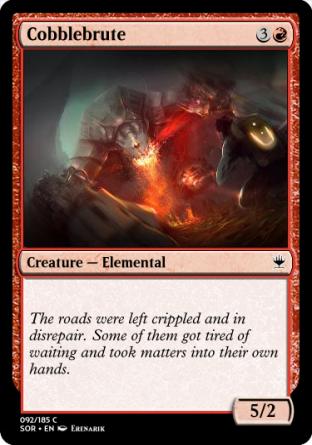 Cobblebrute 3
Creature — Elemental
The roads were left crippled and in
disrepair. Some of them got tired of
waiting and took matters into their own
hands.
5/2
092/185 C
SOR • EN Erenarik